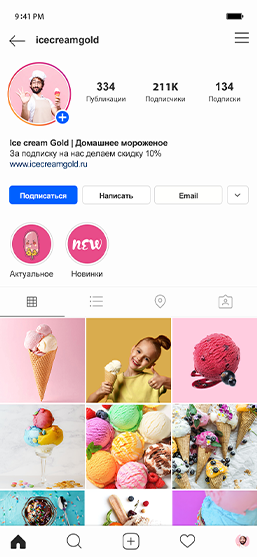 9:41 PM
icecreamgold
334
211K
134
Публикации
Подписчики
Подписки
Ice cream Gold | Домашнее мороженое
За подписку на нас делаем скидку 10%
www.icecreamgold.ru
Подписаться
Написать
Email
new
Актуальное
Новинки